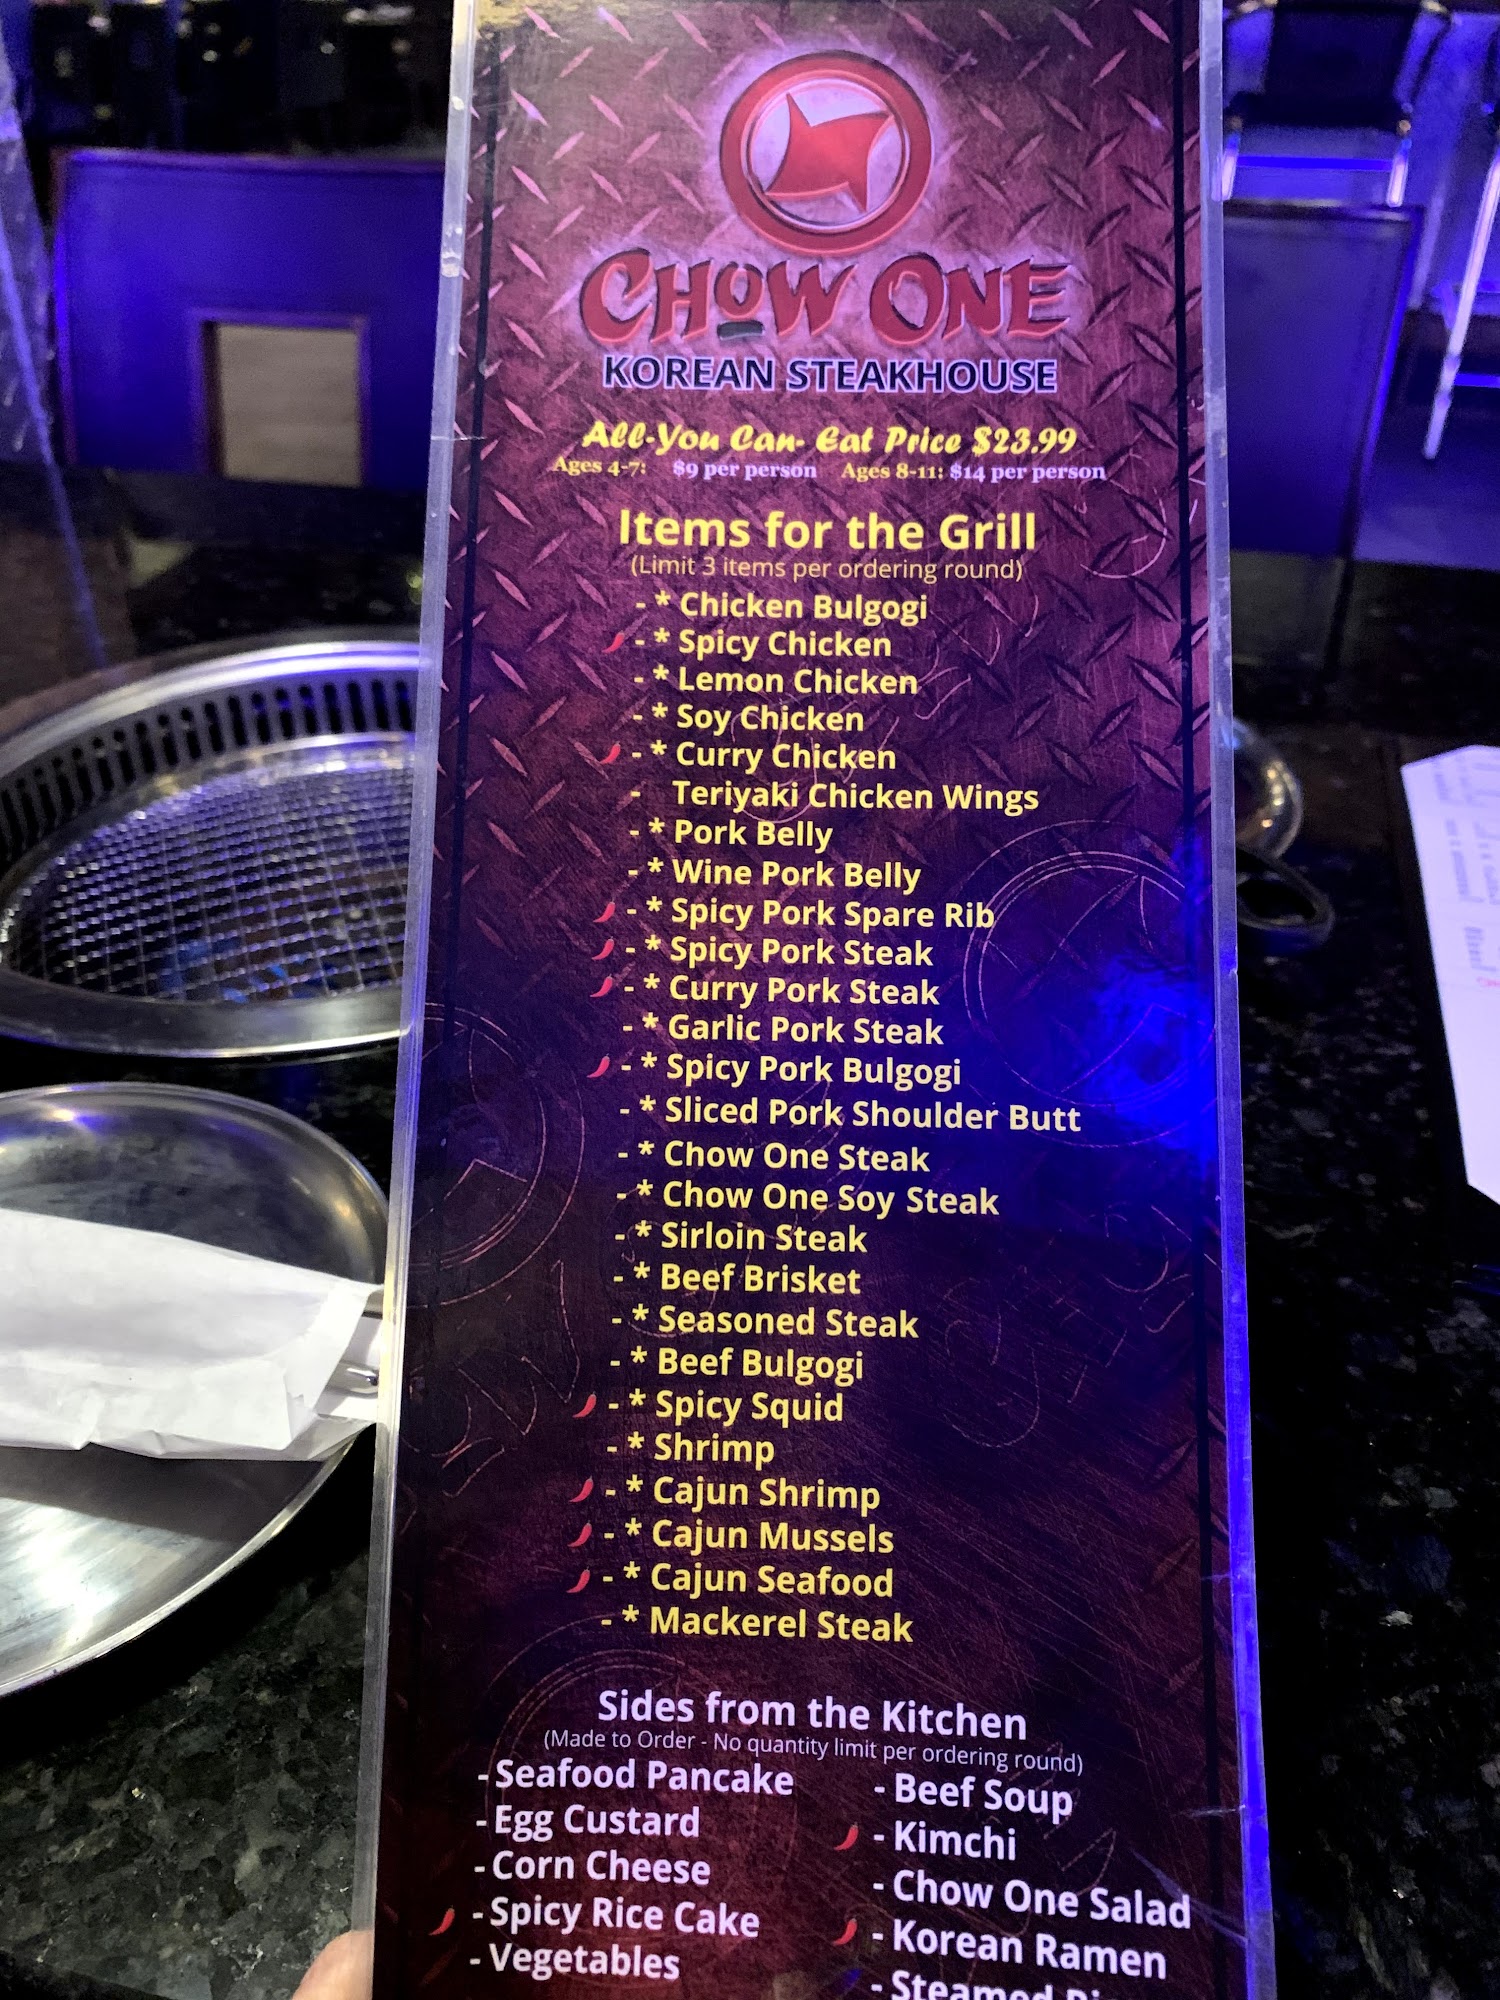 CHOW ONE
KOREAN STEAKHOUSE
All-You Can- Eat Price $23.99
Ages 4-7: $9 per person Ages 8-11: $14 per person
Items for the Grill
(Limit 3 items per ordering round)
- * Chicken Bulgogi
- * Spicy Chicken
- * Lemon Chicken
- * Soy Chicken
- * Curry Chicken
- Teriyaki Chicken Wings
- * Pork Belly
- * Wine Pork Belly
- * Spicy Pork Spare Rib
- * Spicy Pork Steak
- * Curry Pork Steak
- * Garlic Pork Steak
- * Spicy Pork Bulgogi
- * Sliced Pork Shoulder Butt
- * Chow One Steak
- * Chow One Soy Steak
- * Sirloin Steak
- * Beef Brisket
- * Seasoned Steak
- * Beef Bulgogi
- * Spicy Squid
- * Shrimp
- * Cajun Shrimp
- * Cajun Mussels
- * Cajun Seafood
- * Mackerel Steak
Sides from the Kitchen
(Made to Order - No quantity limit per ordering round)
- Seafood Pancake
- Egg Custard
- Corn Cheese
- Spicy Rice Cake
- Vegetables
- Beef Soup
- Kimchi
- Chow One Salad
- Korean Ramen
- Steamed